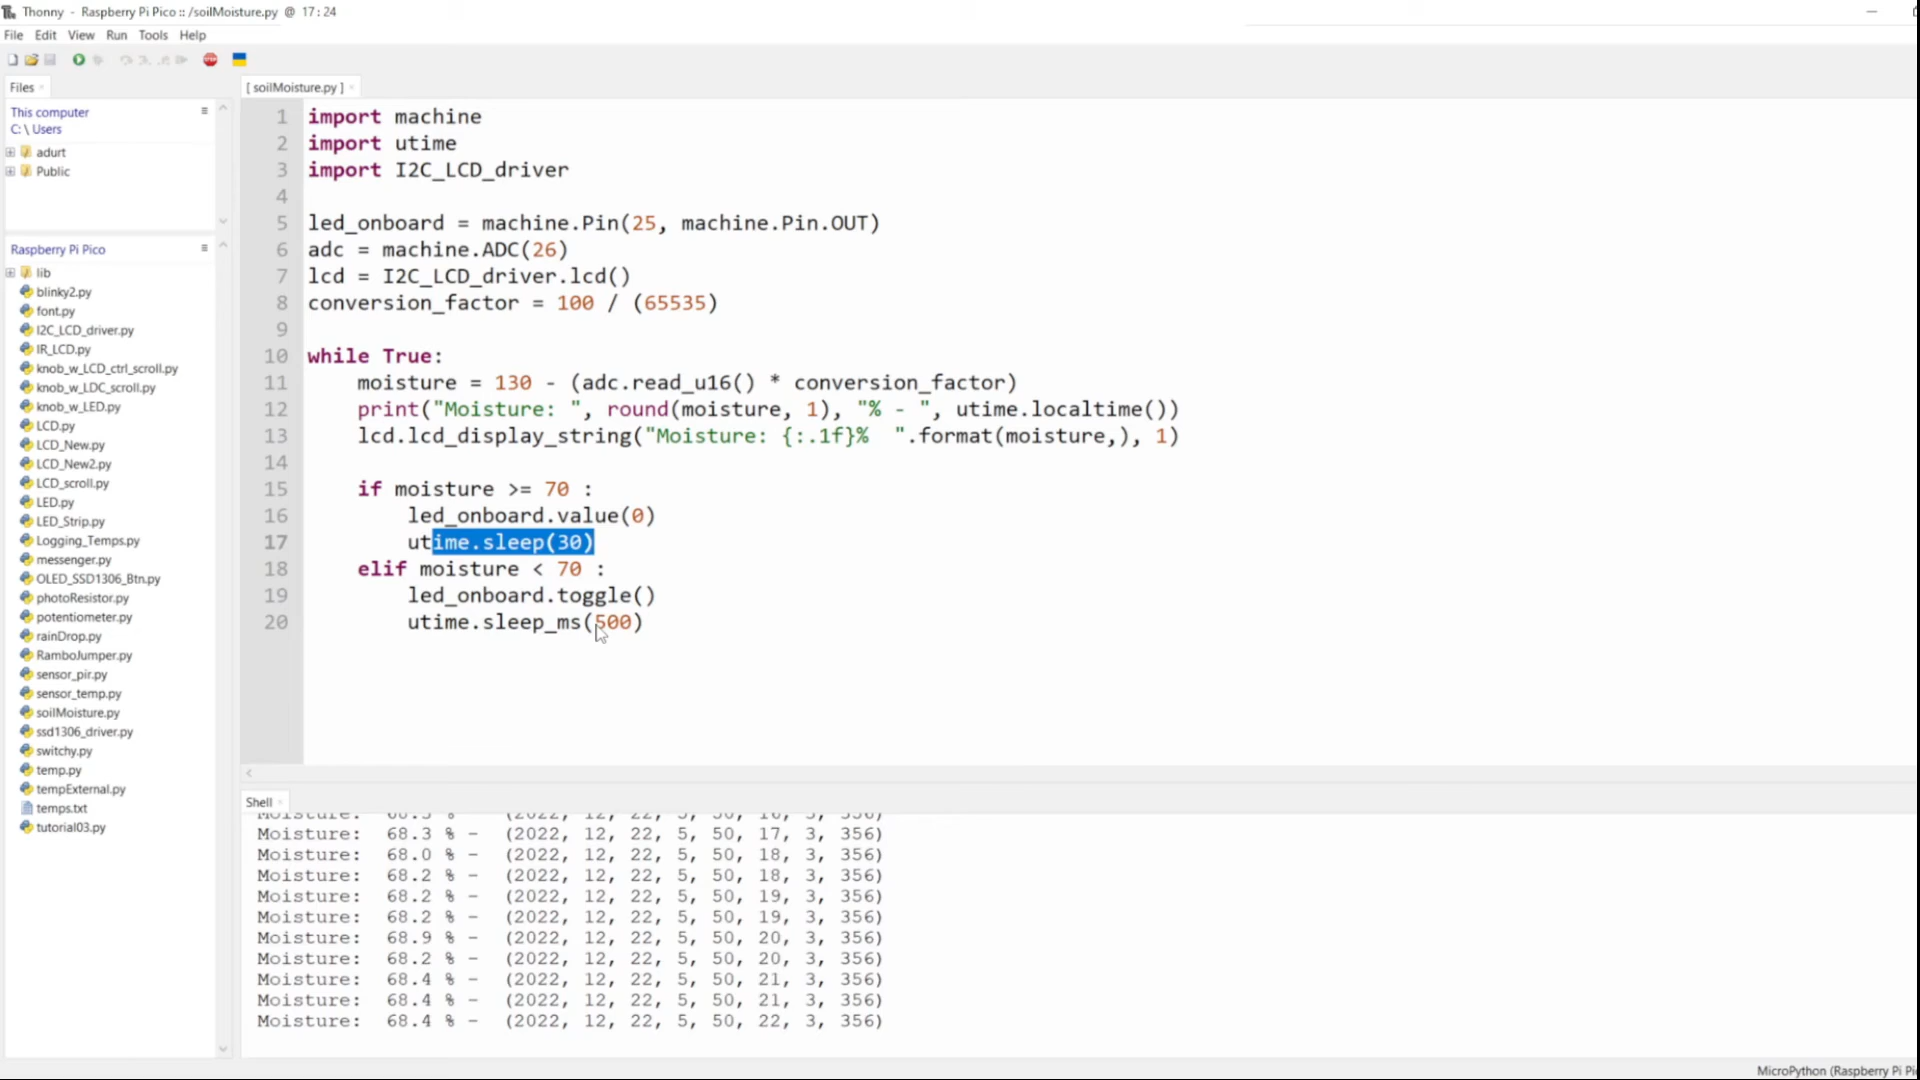 Thonny - Raspberry Pi Pico :: /soilMoisture.py @ 17 : 24
File Edit View Run Tools Help
Files
This computer
C: \ Users
adurt
Public
Raspberry Pi Pico
lib
blinky2.py
font.py
I2C_LCD_driver.py
IR_LCD.py
knob_w_LCD_ctrl_scroll.py
knob_w_LDC_scroll.py
knob_w_LED.py
LCD.py
LCD_New.py
LCD_New2.py
LCD_scroll.py
LED.py
LED_Strip.py
Logging_Temps.py
messenger.py
OLED_SSD1306_Btn.py
photoResistor.py
potentiometer.py
rainDrop.py
RamboJumper.py
sensor_pir.py
sensor_temp.py
soilMoisture.py
ssd1306_driver.py
switchy.py
temp.py
tempExternal.py
temps.txt
tutorial03.py
[ soilMoisture.py ]
1 import machine
2 import utime
3 import I2C_LCD_driver
4
5 led_onboard = machine.Pin(25, machine.Pin.OUT)
6 adc = machine.ADC(26)
7 lcd = I2C_LCD_driver.lcd()
8 conversion_factor = 100 / (65535)
9
10 while True:
11     moisture = 130 - (adc.read_u16() * conversion_factor)
12     print("Moisture: ", round(moisture, 1), "% - ", utime.localtime())
13     lcd.lcd_display_string("Moisture: {:.1f}%  ".format(moisture,), 1)
14
15     if moisture >= 70 :
16         led_onboard.value(0)
17         utime.sleep(30)
18     elif moisture < 70 :
19         led_onboard.toggle()
20         utime.sleep_ms(500)
Shell
Moisture:  68.3 % -  (2022, 12, 22, 5, 50, 17, 3, 356)
Moisture:  68.0 % -  (2022, 12, 22, 5, 50, 18, 3, 356)
Moisture:  68.2 % -  (2022, 12, 22, 5, 50, 18, 3, 356)
Moisture:  68.2 % -  (2022, 12, 22, 5, 50, 19, 3, 356)
Moisture:  68.2 % -  (2022, 12, 22, 5, 50, 19, 3, 356)
Moisture:  68.9 % -  (2022, 12, 22, 5, 50, 20, 3, 356)
Moisture:  68.2 % -  (2022, 12, 22, 5, 50, 20, 3, 356)
Moisture:  68.4 % -  (2022, 12, 22, 5, 50, 21, 3, 356)
Moisture:  68.4 % -  (2022, 12, 22, 5, 50, 21, 3, 356)
Moisture:  68.4 % -  (2022, 12, 22, 5, 50, 22, 3, 356)
MicroPython (Raspberry Pi